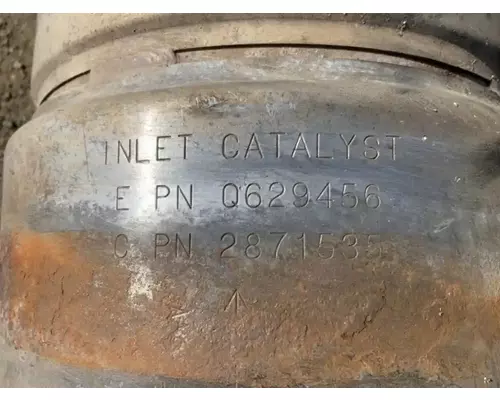 INLET CATALYST
E PN Q629456
C PN 2871535